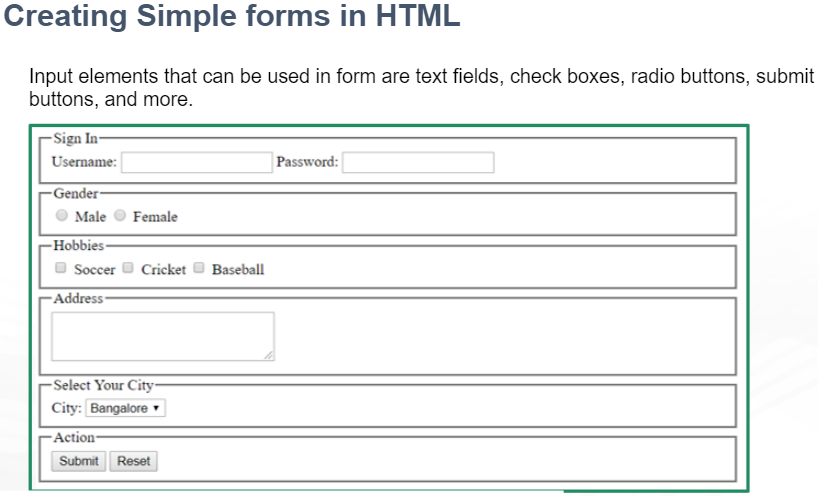 Creating Simple forms in HTML
Input elements that can be used in form are text fields, check boxes, radio buttons, submit
buttons, and more.
Sign In
Username: Password:
Gender
Male Female
Hobbies
Soccer Cricket Baseball
Address
Select Your City
City: Bangalore
Action
Submit Reset